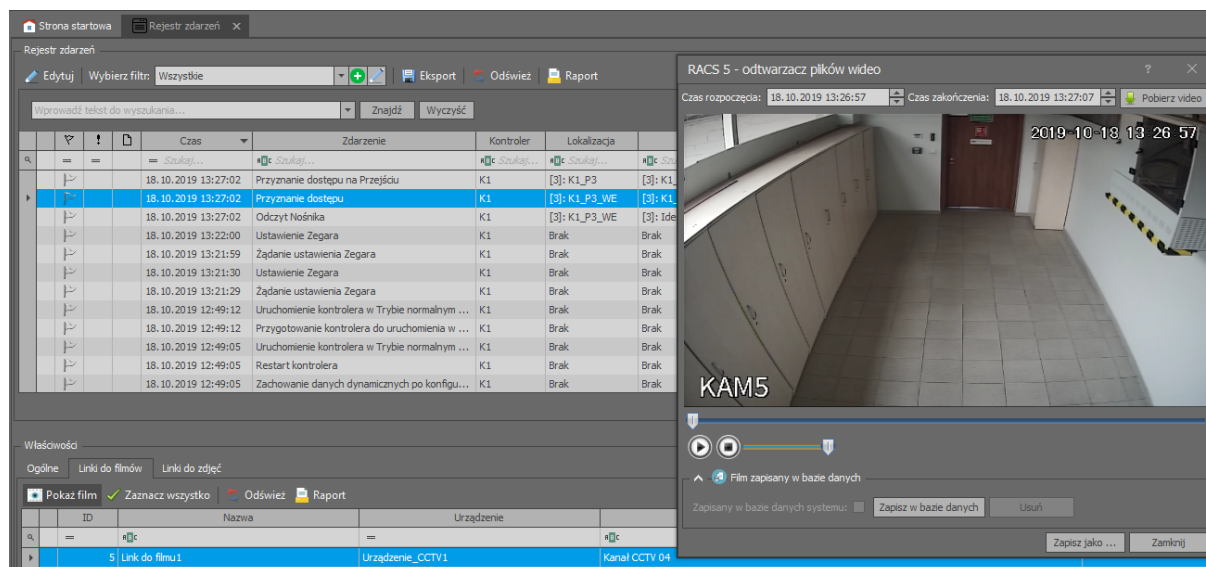 Strona startowa Rejestr zdarzeń
Rejestr zdarzeń
Edytuj Wybierz filtr: Wszystkie Eksport Odśwież Raport
Wprowadź tekst do wyszukania... Znajdź Wyczyść
Czas Zdarzenie Kontroler Lokalizacja
= = = Szukaj... Szukaj... Szukaj... Szukaj...
18.10.2019 13:27:02 Przyznanie dostępu na Przejściu K1 [3]: K1_P3 [3]: K1_
18.10.2019 13:27:02 Przyznanie dostępu K1 [3]: K1_P3_WE [3]: K1_
18.10.2019 13:27:02 Odczyt Nośnika K1 [3]: K1_P3_WE [3]: Ide
18.10.2019 13:22:00 Ustawienie Zegara K1 Brak Brak
18.10.2019 13:21:59 Żądanie ustawienia Zegara K1 Brak Brak
18.10.2019 13:21:30 Ustawienie Zegara K1 Brak Brak
18.10.2019 13:21:29 Żądanie ustawienia Zegara K1 Brak Brak
18.10.2019 12:49:12 Uruchomienie kontrolera w Trybie normalnym ... K1 Brak Brak
18.10.2019 12:49:12 Przygotowanie kontrolera do uruchomienia w ... K1 Brak Brak
18.10.2019 12:49:05 Uruchomienie kontrolera w Trybie normalnym ... K1 Brak Brak
18.10.2019 12:49:05 Restart kontrolera K1 Brak Brak
18.10.2019 12:49:05 Zachowanie danych dynamicznych po konfigu... K1 Brak Brak
Właściwości
Ogólne Linki do filmów Linki do zdjęć
Pokaż film Zaznacz wszystko Odśwież Raport
ID Nazwa Urządzenie
= =
5 Link do filmu1 Urządzenie_CCTV1 Kanał CCTV 04
RACS 5 - odtwarzacz plików wideo ?
Czas rozpoczęcia: 18.10.2019 13:26:57 Czas zakończenia: 18.10.2019 13:27:07 Pobierz video
2019-10-18 13 26 57
KAM5
Film zapisany w bazie danych
Zapisany w bazie danych systemu: Zapisz w bazie danych Usuń
Zapisz jako ... Zamknij